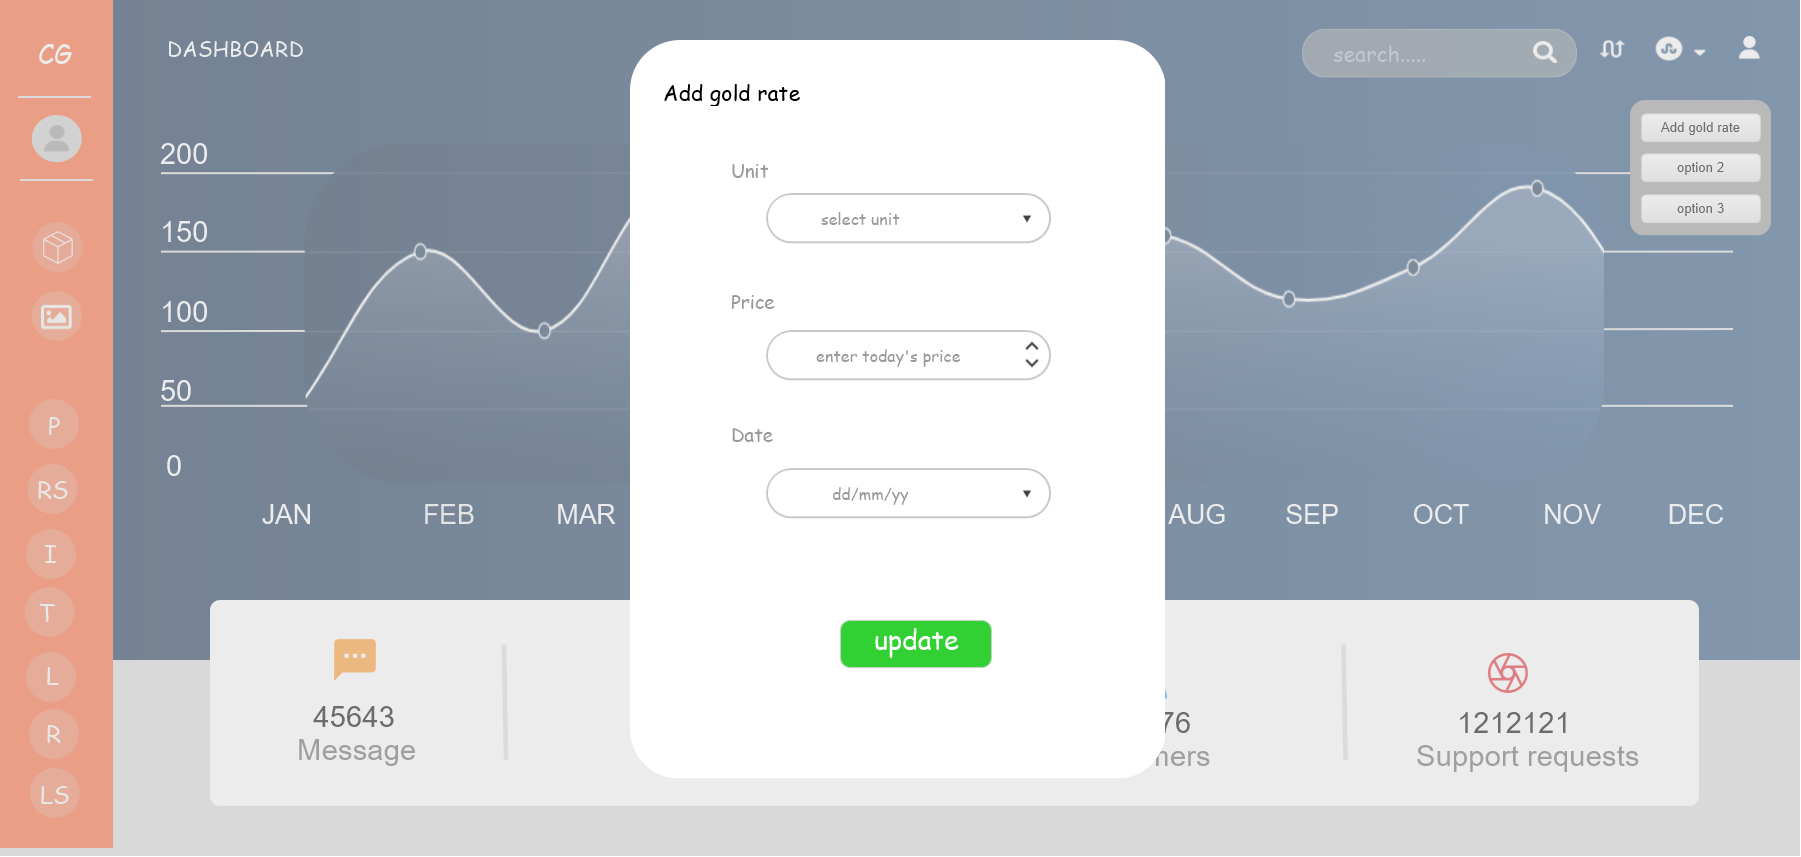 CG
DASHBOARD
search.....
Add gold rate
option 2
option 3
Add gold rate
Unit
select unit
Price
enter today's price
Date
dd/mm/yy
update
200
150
100
50
0
JAN
FEB
MAR
AUG
SEP
OCT
NOV
DEC
P
RS
I
T
L
R
LS
45643
Message
76
mers
1212121
Support requests